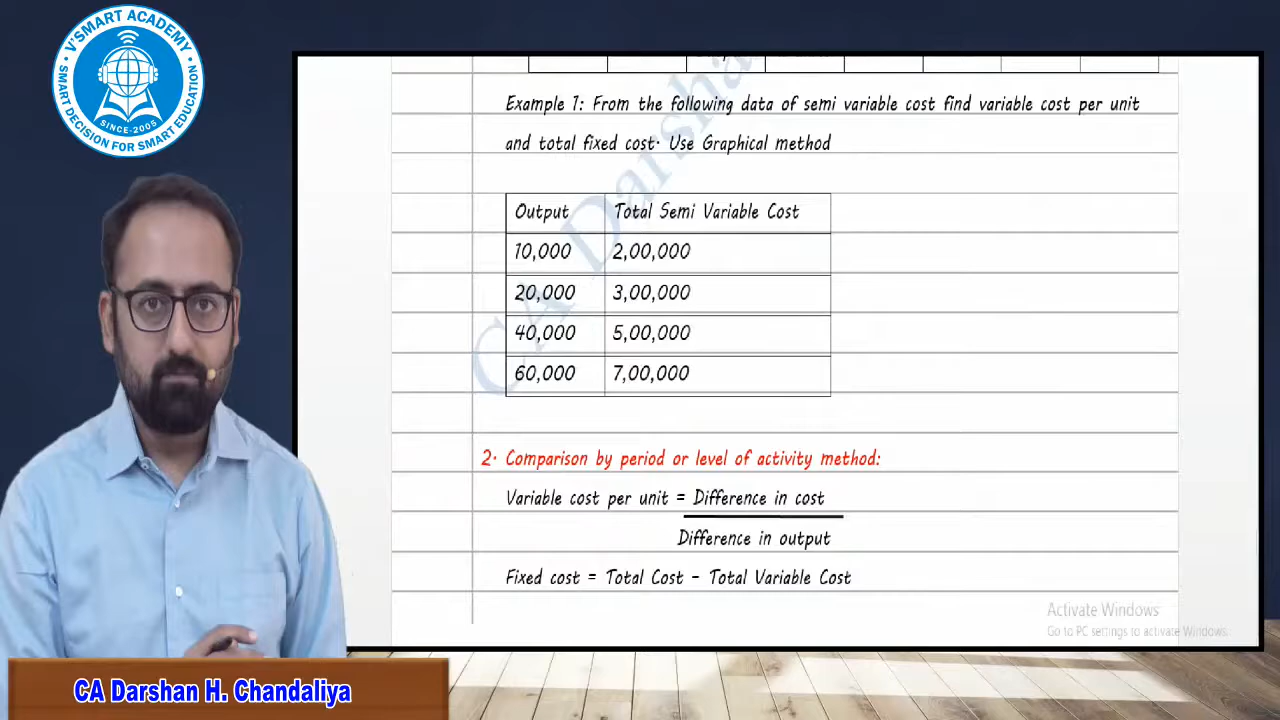 V'SMART ACADEMY
SMART DECISION FOR SMART EDUCATION
SINCE-2005
Example 1: From the following data of semi variable cost find variable cost per unit
and total fixed cost. Use Graphical method
Output Total Semi Variable Cost
10,000 2,00,000
20,000 3,00,000
40,000 5,00,000
60,000 7,00,000
2. Comparison by period or level of activity method:
Variable cost per unit = Difference in cost
Difference in output
Fixed cost = Total Cost - Total Variable Cost
CA Darsha
Activate Windows
Go to PC settings to activate Windows.
CA Darshan H. Chandaliya